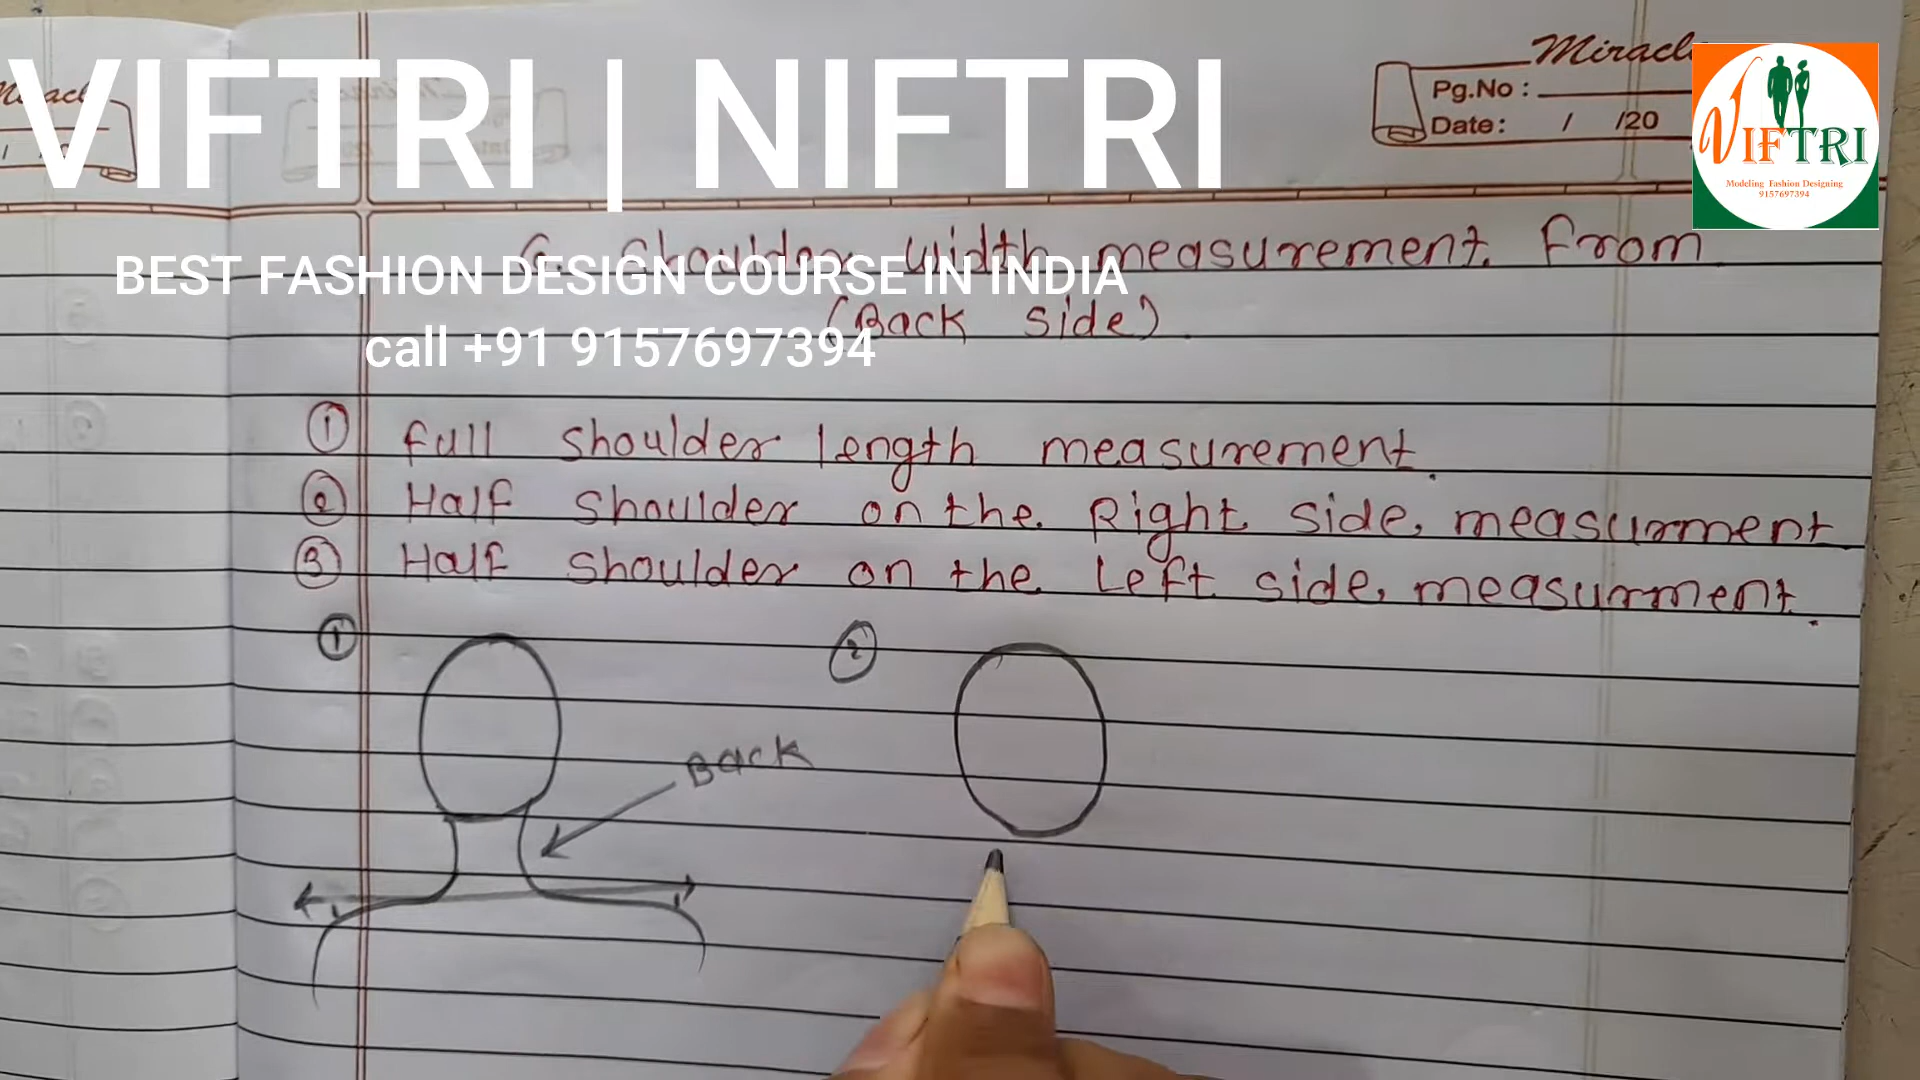 VIFTRI | NIFTRI
BEST FASHION DESIGN COURSE IN INDIA
call +91 9157697394
Miracle
Pg.No :
Date: / /20
VIFTRI
Modeling Fashion Designing
9157697394
Shoulder width measurement From
(Back side)
① Full shoulder length measurement.
② Half shoulder on the Right side, measurment
③ Half shoulder on the Left side, measurment.
①
②
Back